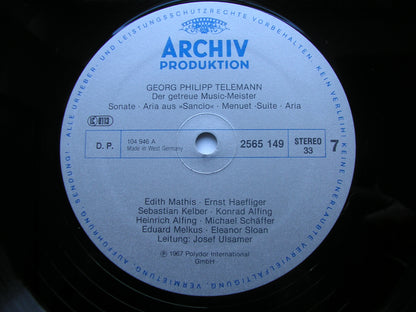 ALLE URHEBER- UND LEISTUNGSSCHUTZRECHTE VORBEHALTEN · KEIN VERLEIH! KEINE UNERLAUBTE VERVIELFÄLTIGUNG, VERMIETUNG, AUFFÜHRUNG, SENDUNG!
ARCHIV
PRODUKTION
GEORG PHILIPP TELEMANN
Der getreue Music-Meister
Sonate · Aria aus »Sancio« · Menuet · Suite · Aria
D. P.
104 946 A
Made in West Germany
2565 149
STEREO
33
7
Edith Mathis · Ernst Haefliger
Sebastian Kelber · Konrad Alfing
Heinrich Alfing · Michael Schäffer
Eduard Melkus · Eleanor Sloan
Leitung: Josef Ulsamer
℗ 1967 Polydor International
GmbH